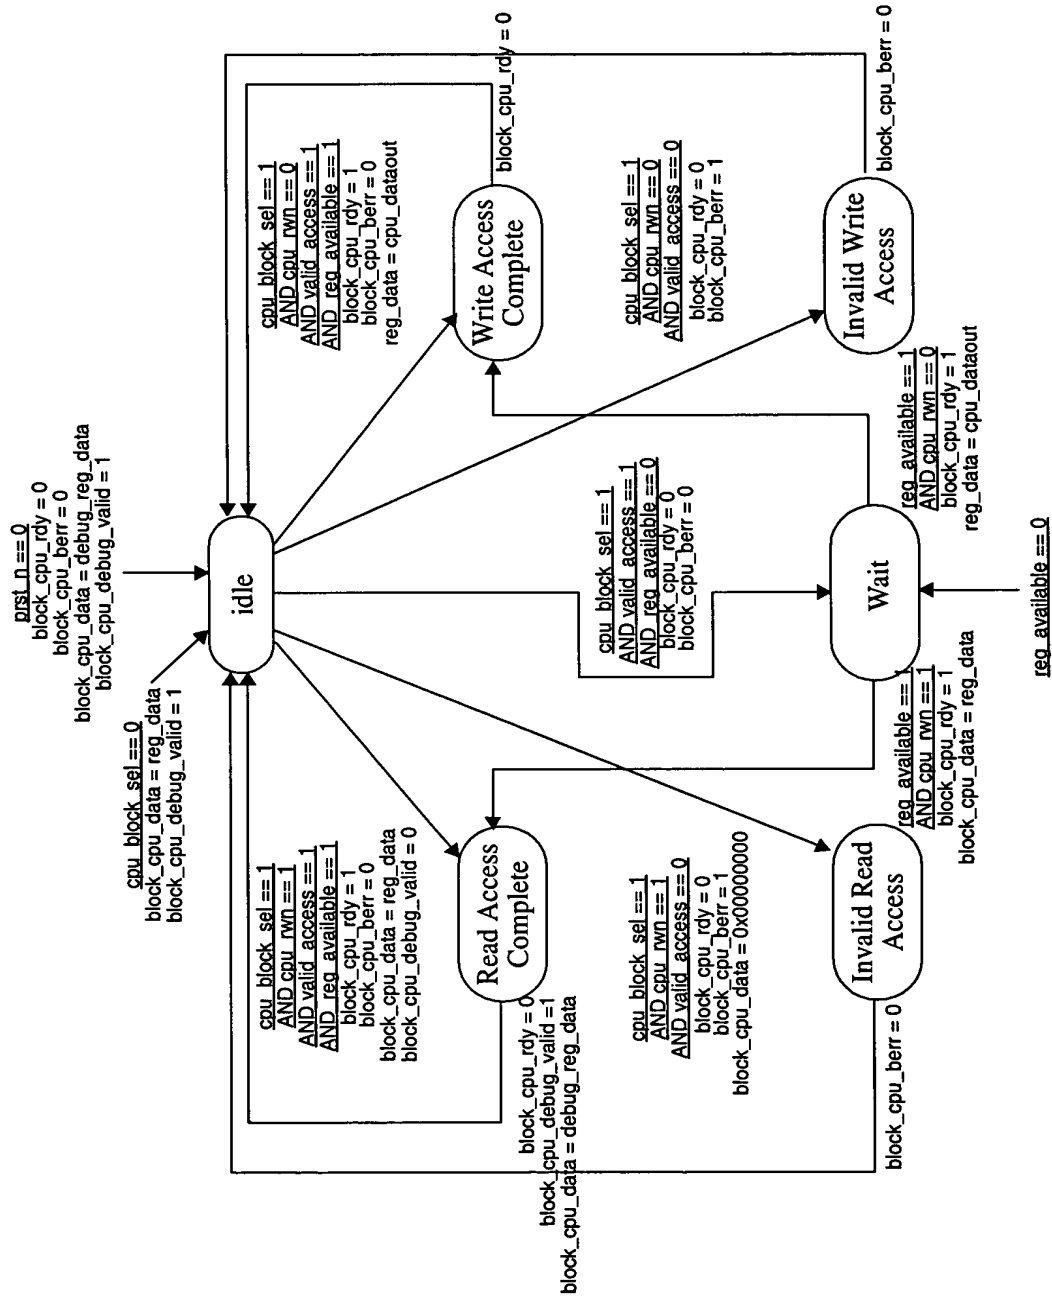 prst_n == 0
block_cpu_rdy = 0
block_cpu_berr = 0
block_cpu_data = debug_reg_data
block_cpu_debug_valid = 1
cpu_block_sel == 0
block_cpu_data = reg_data
block_cpu_debug_valid = 1
idle
cpu_block_sel == 1
AND cpu_rwn == 1
AND valid_access == 1
AND reg_available == 1
block_cpu_rdy = 1
block_cpu_berr = 0
block_cpu_data = reg_data
block_cpu_debug_valid = 0
cpu_block_sel == 1
AND cpu_rwn == 0
AND valid_access == 1
AND reg_available == 1
block_cpu_rdy = 1
block_cpu_berr = 0
reg_data = cpu_dataout
Read Access
Complete
block_cpu_rdy = 0
block_cpu_debug_valid =1
block_cpu_data = debug_reg_data
Write Access
Complete
block_cpu_rdy = 0
cpu_block_sel == 1
AND cpu_rwn == 1
AND valid_access == 0
block_cpu_rdy = 0
block_cpu_berr = 1
block_cpu_data = 0x00000000
cpu_block_sel == 1
AND valid_access == 1
AND reg_available == 0
block_cpu_rdy = 0
block_cpu_berr = 0
cpu_block_sel == 1
AND cpu_rwn == 0
AND valid_access == 0
block_cpu_rdy = 0
block_cpu_berr = 1
Invalid Read
Access
block_cpu_berr = 0
Wait
Invalid Write
Access
block_cpu_berr = 0
reg_available == 1
AND cpu_rwn == 1
block_cpu_rdy = 1
block_cpu_data = reg_data
reg_available == 1
AND cpu_rwn == 0
block_cpu_rdy = 1
reg_data = cpu_dataout
reg_available == 0